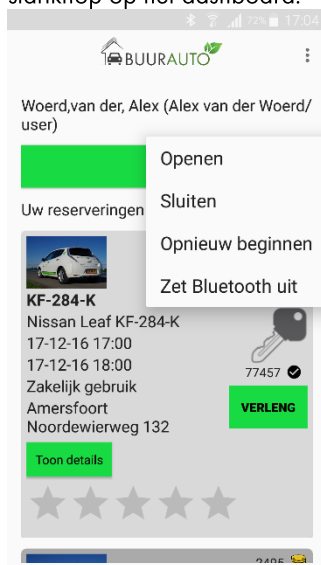 72% 17:04
BUURAUTO
Woerd,van der, Alex (Alex van der Woerd/
user)
Openen
Sluiten
Opnieuw beginnen
Zet Bluetooth uit
Uw reserveringen
KF-284-K
Nissan Leaf KF-284-K
17-12-16 17:00
17-12-16 18:00
77457
Zakelijk gebruik
Amersfoort
Noordewierweg 132
VERLENG
Toon details